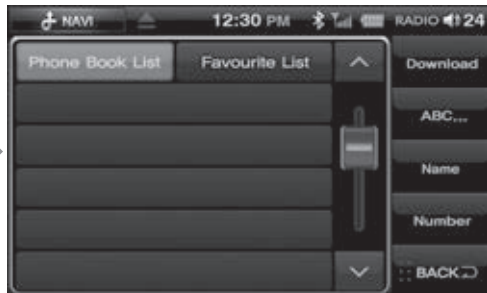 NAVI 12:30 PM RADIO 24
Phone Book List Favourite List Download
ABC...
Name
Number
BACK